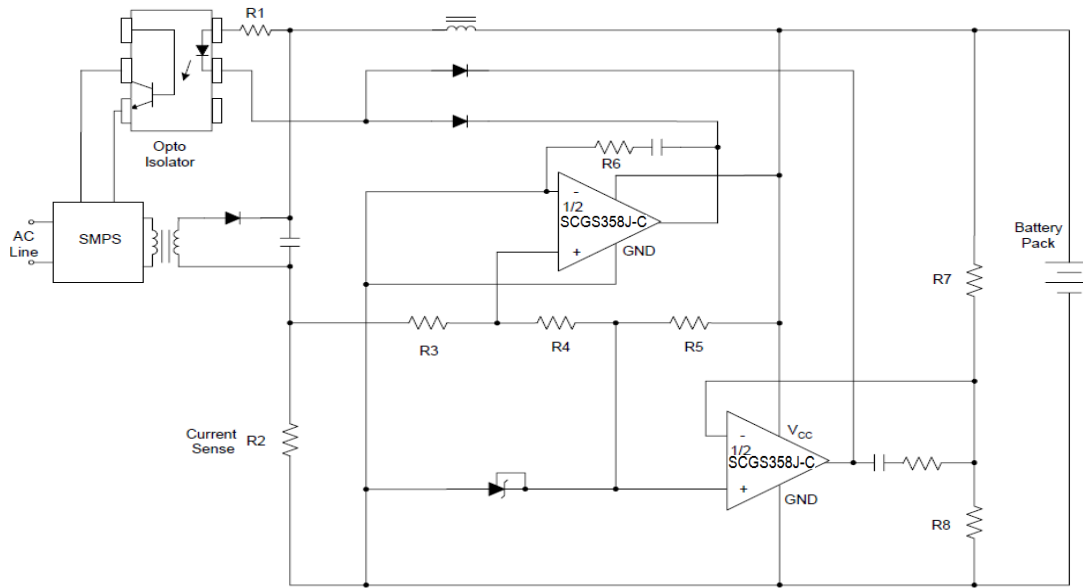 R1
Opto
Isolator
AC
Line
SMPS
R6
-
1/2
SCGS358J-C
+
GND
Battery
Pack
R7
R3
R4
R5
Current
Sense
R2
-
VCC
1/2
SCGS358J-C
+
GND
R8